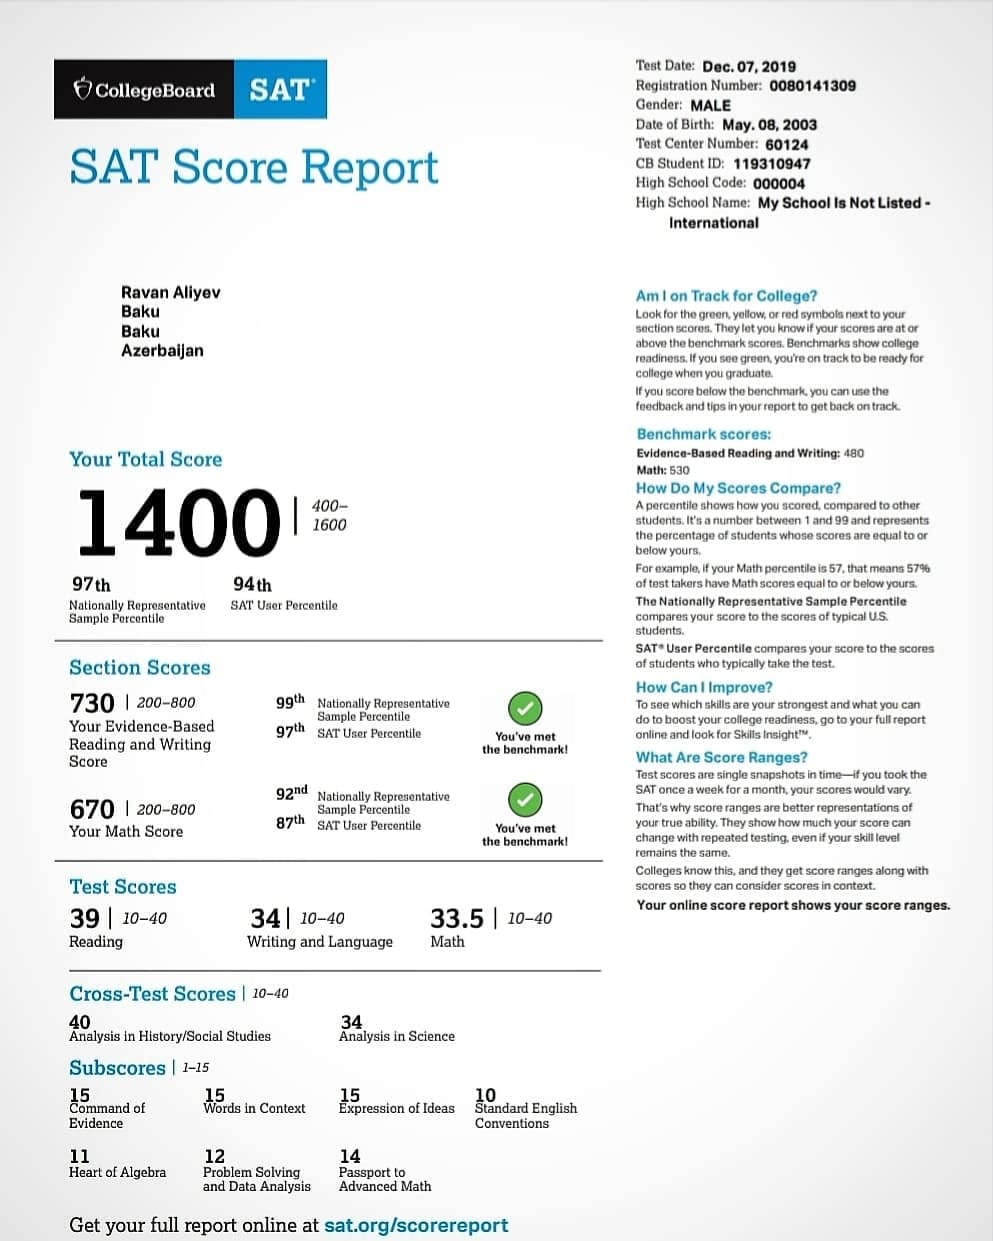 CollegeBoard SAT®
SAT Score Report
Test Date: Dec. 07, 2019
Registration Number: 0080141309
Gender: MALE
Date of Birth: May. 08, 2003
Test Center Number: 60124
CB Student ID: 119310947
High School Code: 000004
High School Name: My School Is Not Listed -
International
Ravan Aliyev
Baku
Baku
Azerbaijan
Your Total Score
1400 | 400–
1600
97th
Nationally Representative
Sample Percentile
94th
SAT User Percentile
Section Scores
730 | 200–800
Your Evidence-Based
Reading and Writing
Score
99th Nationally Representative
Sample Percentile
97th SAT User Percentile
You've met
the benchmark!
670 | 200–800
Your Math Score
92nd Nationally Representative
Sample Percentile
87th SAT User Percentile
You've met
the benchmark!
Test Scores
39 | 10–40
Reading
34 | 10–40
Writing and Language
33.5 | 10–40
Math
Cross-Test Scores | 10–40
40
Analysis in History/Social Studies
34
Analysis in Science
Subscores | 1–15
15
Command of
Evidence
15
Words in Context
15
Expression of Ideas
10
Standard English
Conventions
11
Heart of Algebra
12
Problem Solving
and Data Analysis
14
Passport to
Advanced Math
Get your full report online at sat.org/scorereport
Am I on Track for College?
Look for the green, yellow, or red symbols next to your
section scores. They let you know if your scores are at or
above the benchmark scores. Benchmarks show college
readiness. If you see green, you're on track to be ready for
college when you graduate.
If you score below the benchmark, you can use the
feedback and tips in your report to get back on track.
Benchmark scores:
Evidence-Based Reading and Writing: 480
Math: 530
How Do My Scores Compare?
A percentile shows how you scored, compared to other
students. It's a number between 1 and 99 and represents
the percentage of students whose scores are equal to or
below yours.
For example, if your Math percentile is 57, that means 57%
of test takers have Math scores equal to or below yours.
The Nationally Representative Sample Percentile
compares your score to the scores of typical U.S.
students.
SAT® User Percentile compares your score to the scores
of students who typically take the test.
How Can I Improve?
To see which skills are your strongest and what you can
do to boost your college readiness, go to your full report
online and look for Skills Insight™.
What Are Score Ranges?
Test scores are single snapshots in time—if you took the
SAT once a week for a month, your scores would vary.
That's why score ranges are better representations of
your true ability. They show how much your score can
change with repeated testing, even if your skill level
remains the same.
Colleges know this, and they get score ranges along with
scores so they can consider scores in context.
Your online score report shows your score ranges.